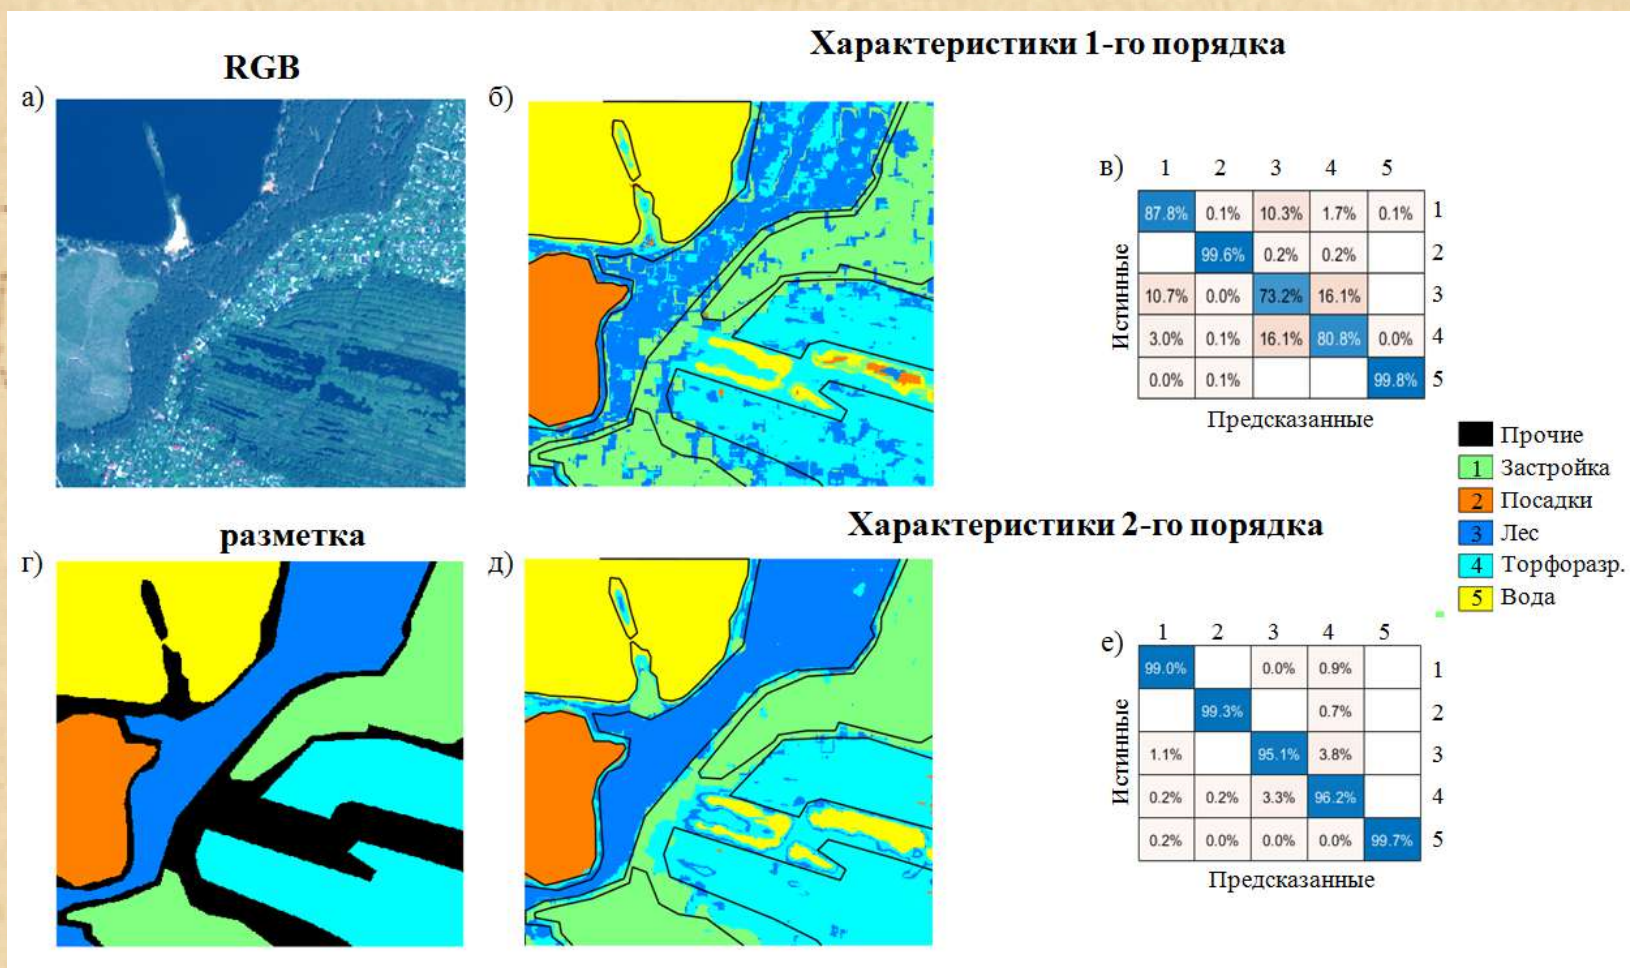 Характеристики 1-го порядка
RGB
а)
б)
в)
1 2 3 4 5
87.8% 0.1% 10.3% 1.7% 0.1% 1
99.6% 0.2% 0.2% 2
10.7% 0.0% 73.2% 16.1% 3
3.0% 0.1% 16.1% 80.8% 0.0% 4
0.0% 0.1% 99.8% 5
Истинные
Предсказанные
Прочие
1 Застройка
2 Посадки
3 Лес
4 Торфоразр.
5 Вода
Характеристики 2-го порядка
разметка
г)
д)
е)
1 2 3 4 5
99.0% 0.0% 0.9% 1
99.3% 0.7% 2
1.1% 95.1% 3.8% 3
0.2% 0.2% 3.3% 96.2% 4
0.2% 0.0% 0.0% 0.0% 99.7% 5
Истинные
Предсказанные